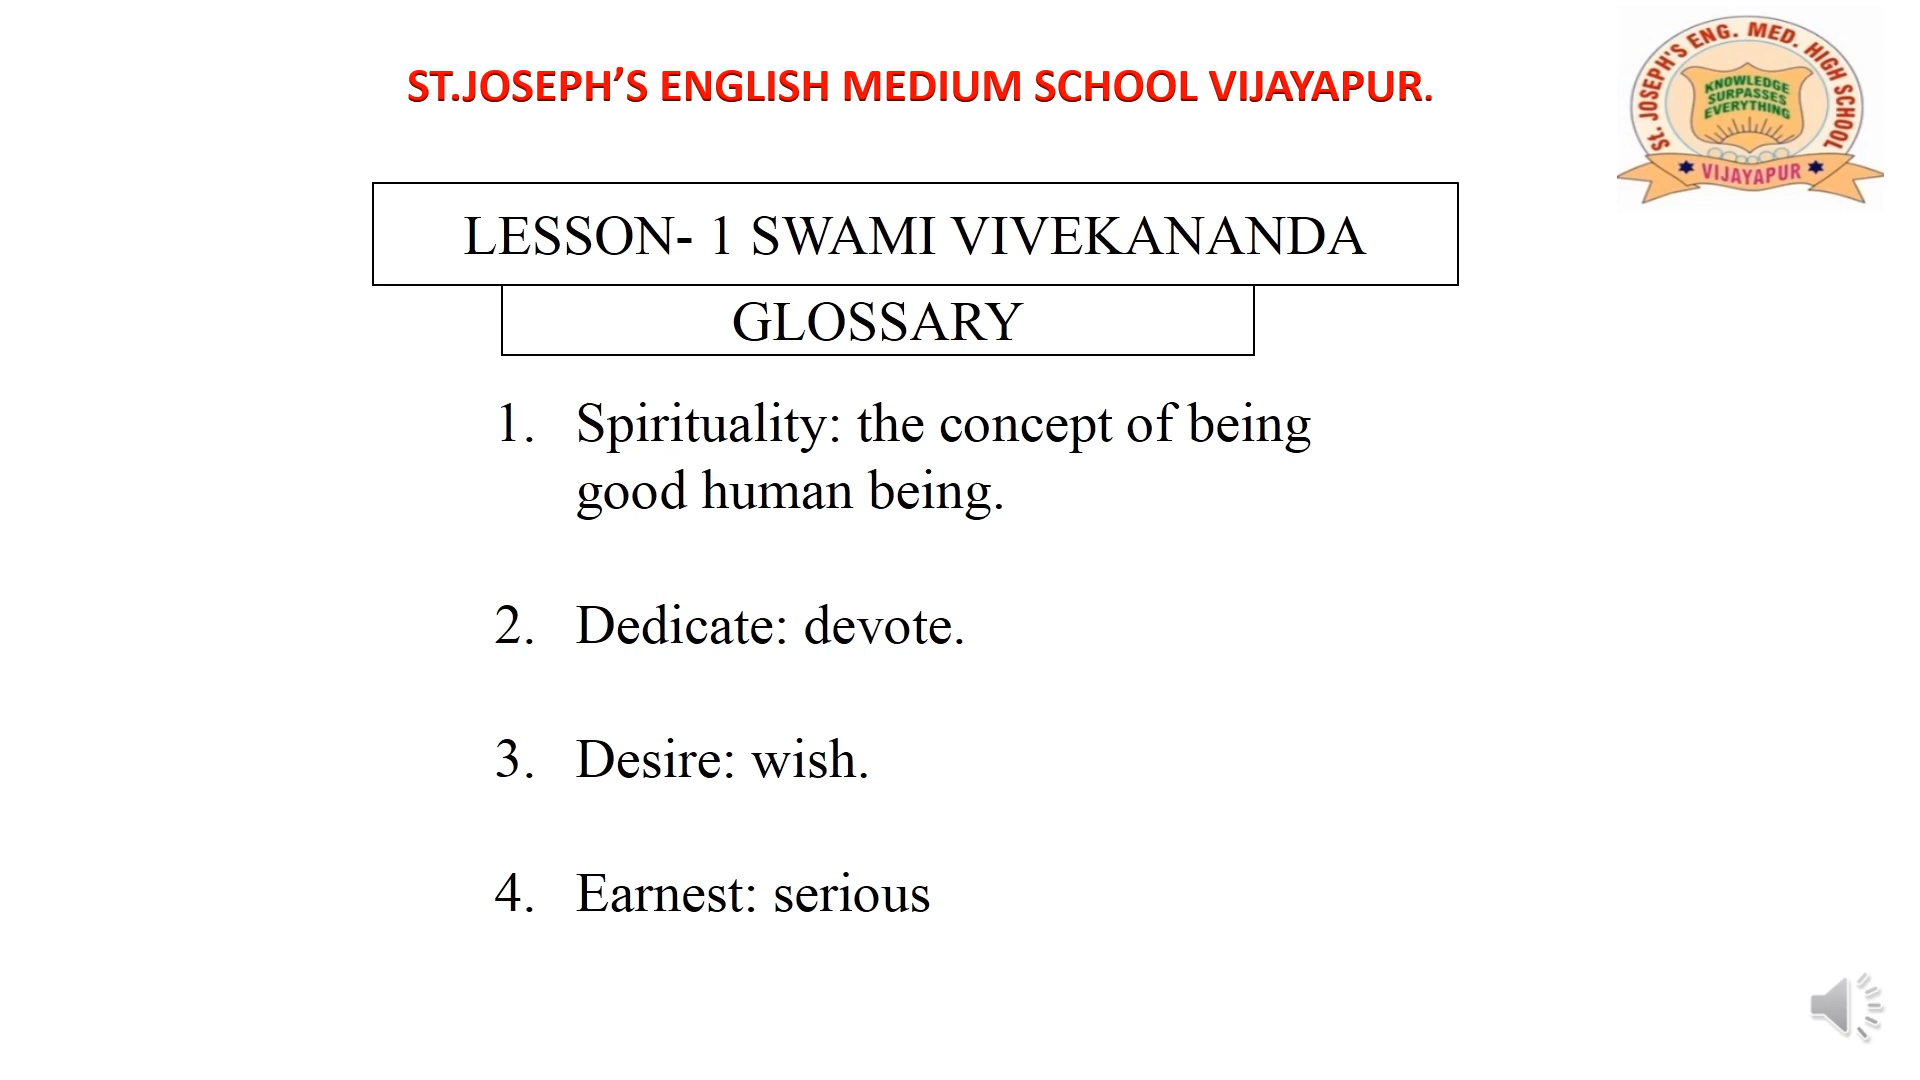 ST.JOSEPH’S ENGLISH MEDIUM SCHOOL VIJAYAPUR.
St. JOSEPH'S ENG. MED. HIGH SCHOOL
KNOWLEDGE
SURPASSES
EVERYTHING
VIJAYAPUR
LESSON- 1 SWAMI VIVEKANANDA
GLOSSARY
1. Spirituality: the concept of being
good human being.
2. Dedicate: devote.
3. Desire: wish.
4. Earnest: serious